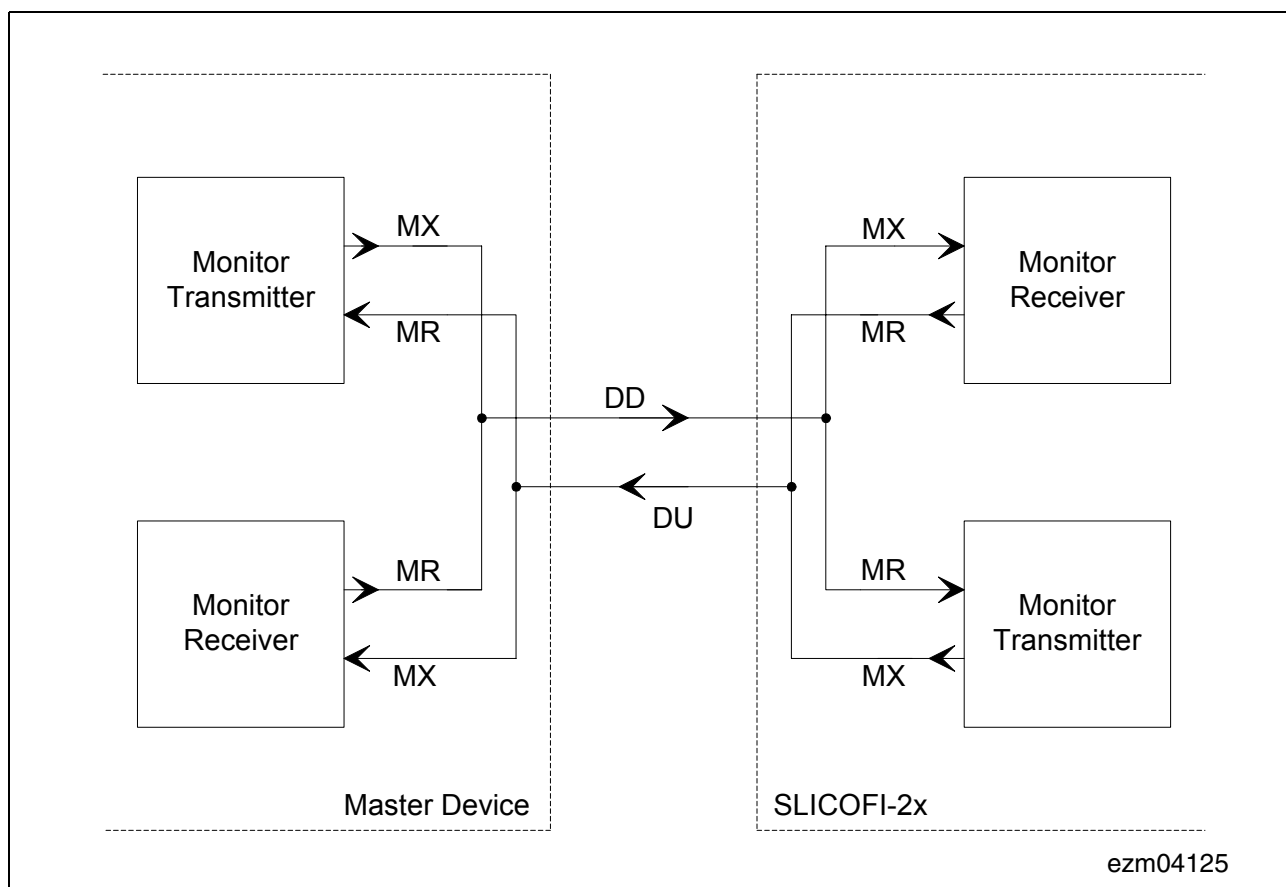 Monitor
Transmitter
MX
MR
MX
MR
Monitor
Receiver
DD
DU
Monitor
Receiver
MR
MX
MR
MX
Monitor
Transmitter
Master Device
SLICOFI-2x
ezm04125